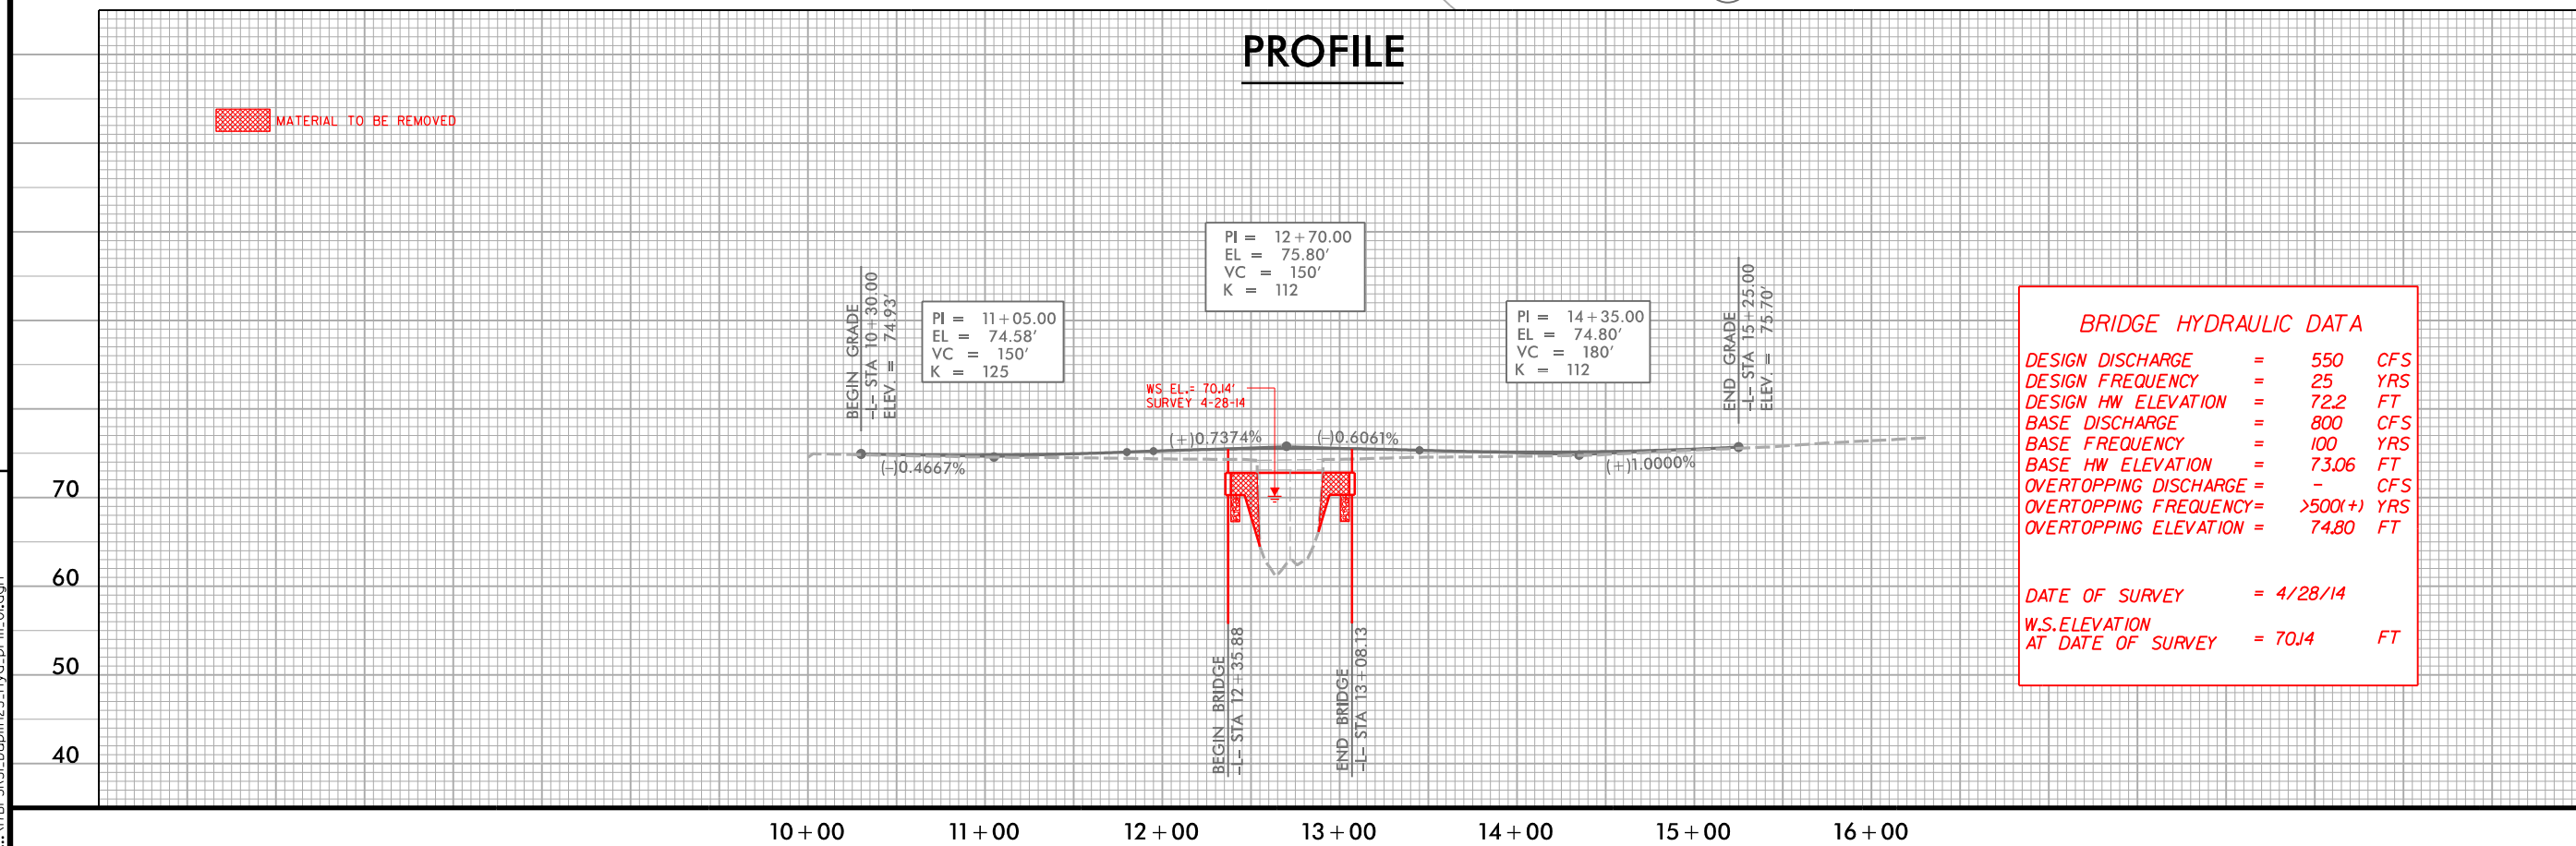 PROFILE
MATERIAL TO BE REMOVED
PI = 12+70.00
EL = 75.80'
VC = 150'
K = 112
BEGIN GRADE
-L- STA 10+30.00
ELEV. = 74.93'
PI = 11+05.00
EL = 74.58'
VC = 150'
K = 125
PI = 14+35.00
EL = 74.80'
VC = 180'
K = 112
END GRADE
-L- STA 15+25.00
ELEV. = 75.70'
WS EL.= 70.14'
SURVEY 4-28-14
(-)0.4667%
(+)0.7374%
(-)0.6061%
(+)1.0000%
BEGIN BRIDGE
-L- STA 12+35.88
END BRIDGE
-L- STA 13+08.13
BRIDGE HYDRAULIC DATA
DESIGN DISCHARGE = 550 CFS
DESIGN FREQUENCY = 25 YRS
DESIGN HW ELEVATION = 72.2 FT
BASE DISCHARGE = 800 CFS
BASE FREQUENCY = 100 YRS
BASE HW ELEVATION = 73.06 FT
OVERTOPPING DISCHARGE = - CFS
OVERTOPPING FREQUENCY= >500(+) YRS
OVERTOPPING ELEVATION = 74.80 FT
DATE OF SURVEY = 4/28/14
W.S.ELEVATION
AT DATE OF SURVEY = 70.14 FT
70
60
50
40
10+00 11+00 12+00 13+00 14+00 15+00 16+00